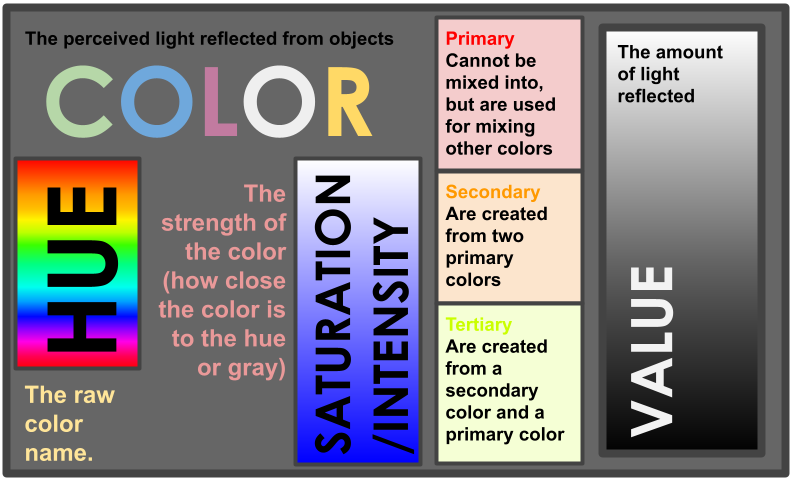 The perceived light reflected from objects
COLOR
HUE
The raw
color
name.
The
strength of
the color
(how close
the color is
to the hue
or gray)
SATURATION
/INTENSITY
Primary
Cannot be
mixed into,
but are used
for mixing
other colors
Secondary
Are created
from two
primary
colors
Tertiary
Are created
from a
secondary
color and a
primary color
The amount
of light
reflected
VALUE